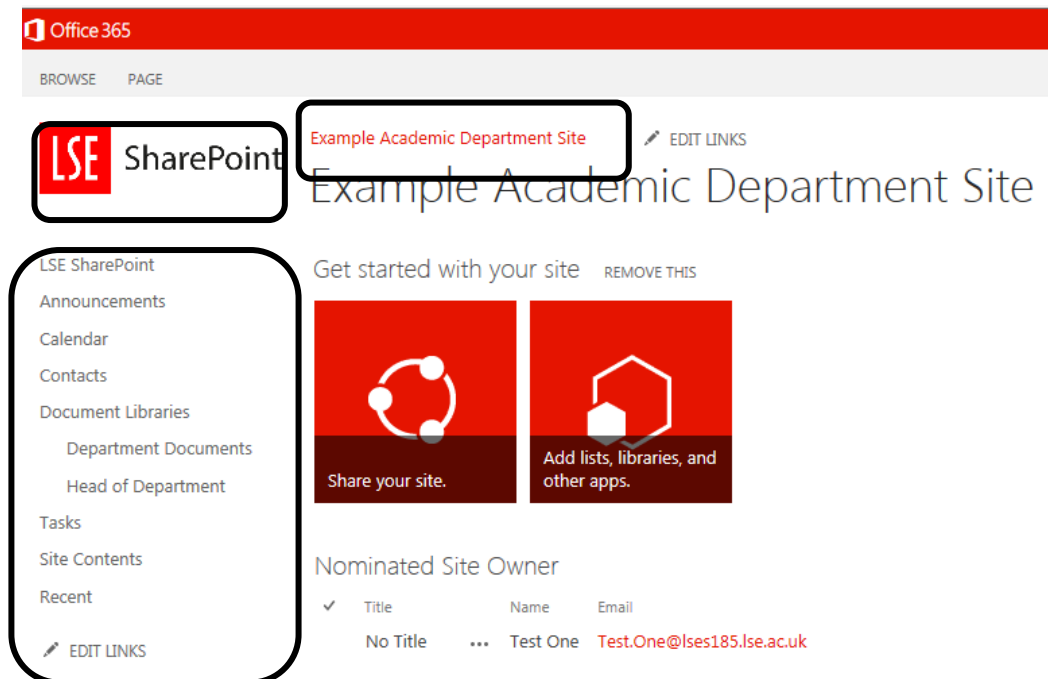 Office 365
BROWSE PAGE
LSE SharePoint
Example Academic Department Site EDIT LINKS
Example Academic Department Site
LSE SharePoint
Announcements
Calendar
Contacts
Document Libraries
Department Documents
Head of Department
Tasks
Site Contents
Recent
EDIT LINKS
Get started with your site REMOVE THIS
Share your site.
Add lists, libraries, and
other apps.
Nominated Site Owner
Title Name Email
No Title ... Test One Test.One@lses185.lse.ac.uk